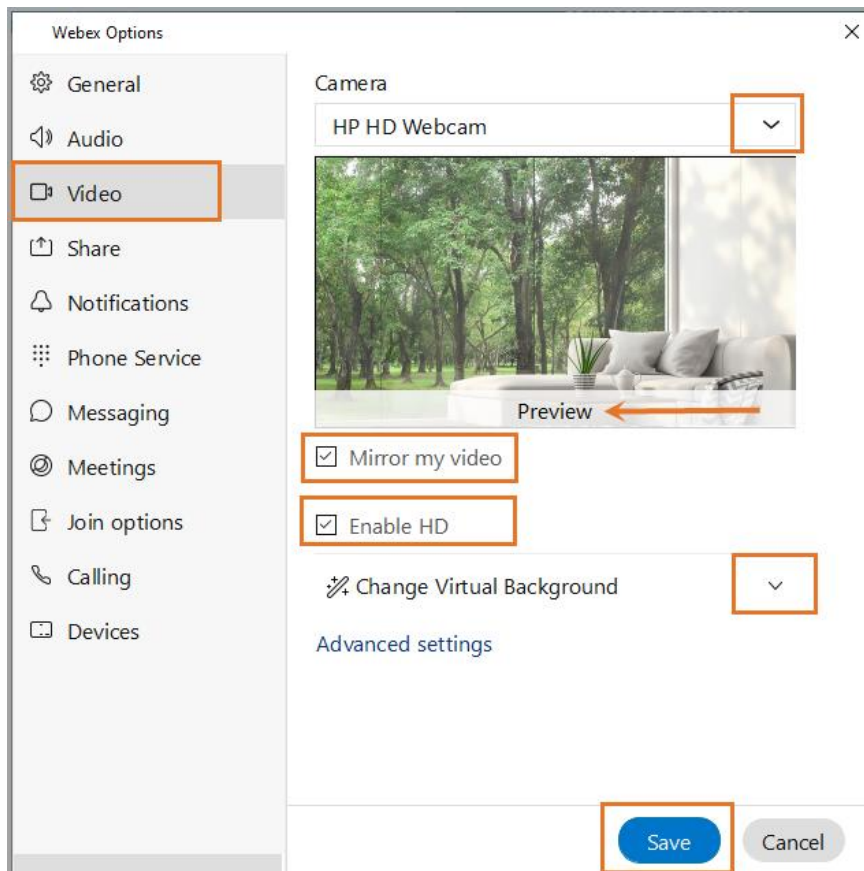 Webex Options
General
Audio
Video
Share
Notifications
Phone Service
Messaging
Meetings
Join options
Calling
Devices
Camera
HP HD Webcam
Preview
Mirror my video
Enable HD
Change Virtual Background
Advanced settings
Save
Cancel